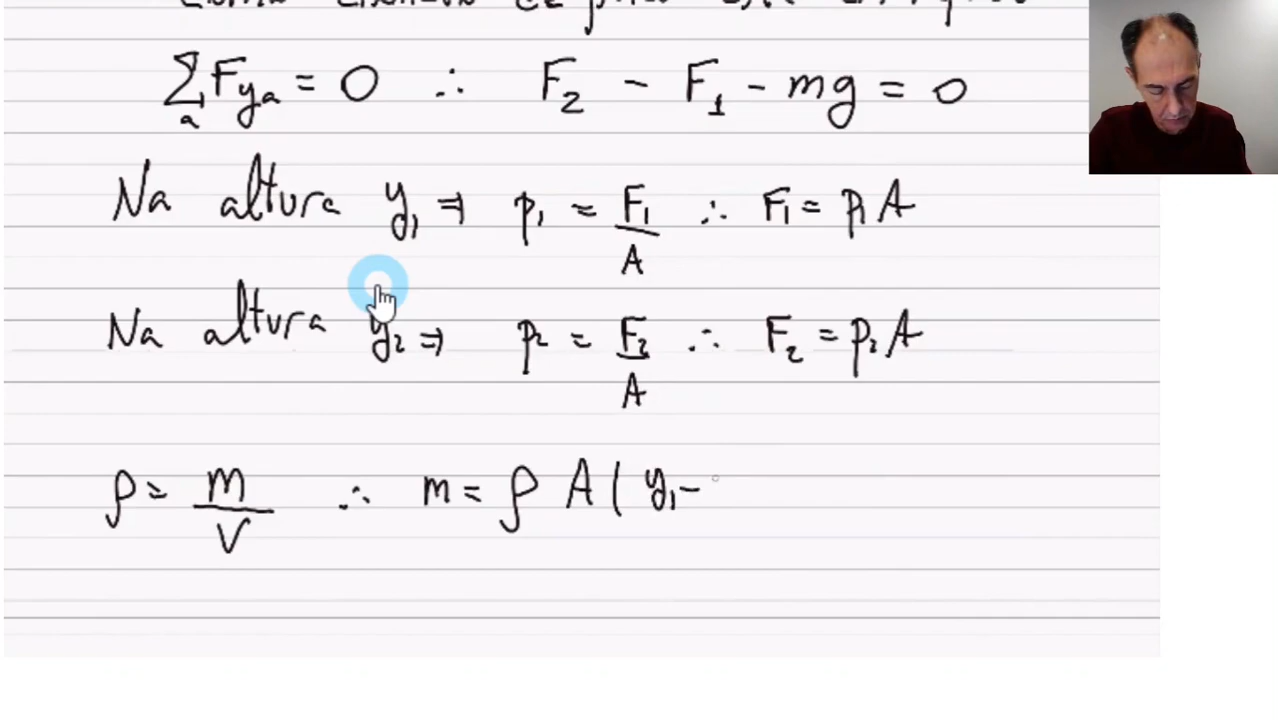 ∑ₐ F_ya = 0 ∴ F₂ - F₁ - mg = 0
Na altura y₁ ⇒ p₁ = F₁/A ∴ F₁ = p₁A
Na altura y₂ ⇒ p₂ = F₂/A ∴ F₂ = p₂A
ρ = m/V ∴ m = ρ A ( y₁ -